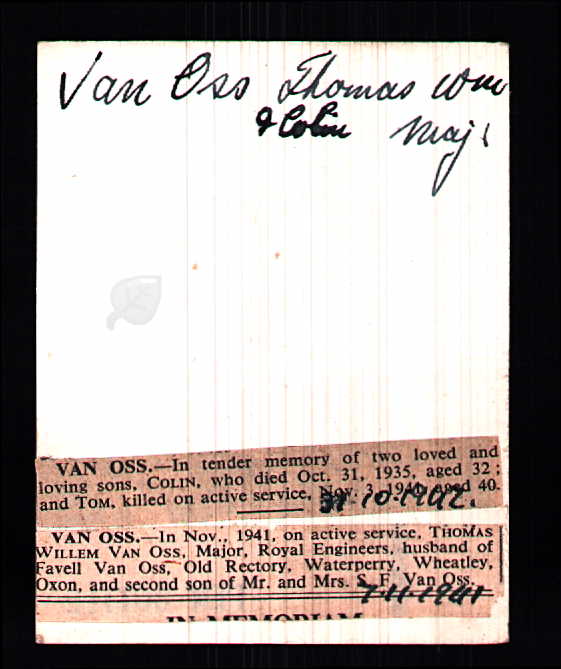 Van Oss Thomas Wm
& Colin Maj.
VAN OSS.—In tender memory of two loved and
loving sons, COLIN, who died Oct. 31, 1935, aged 32;
and TOM, killed on active service, Nov. 3, aged 40.
31.10.1942.
VAN OSS.—In Nov., 1941, on active service, THOMAS
WILLEM VAN OSS, Major, Royal Engineers, husband of
Favell Van Oss, Old Rectory, Waterperry, Wheatley,
Oxon, and second son of Mr. and Mrs. S. F. Van Oss.
7.11.1941
IN MEMORIAM